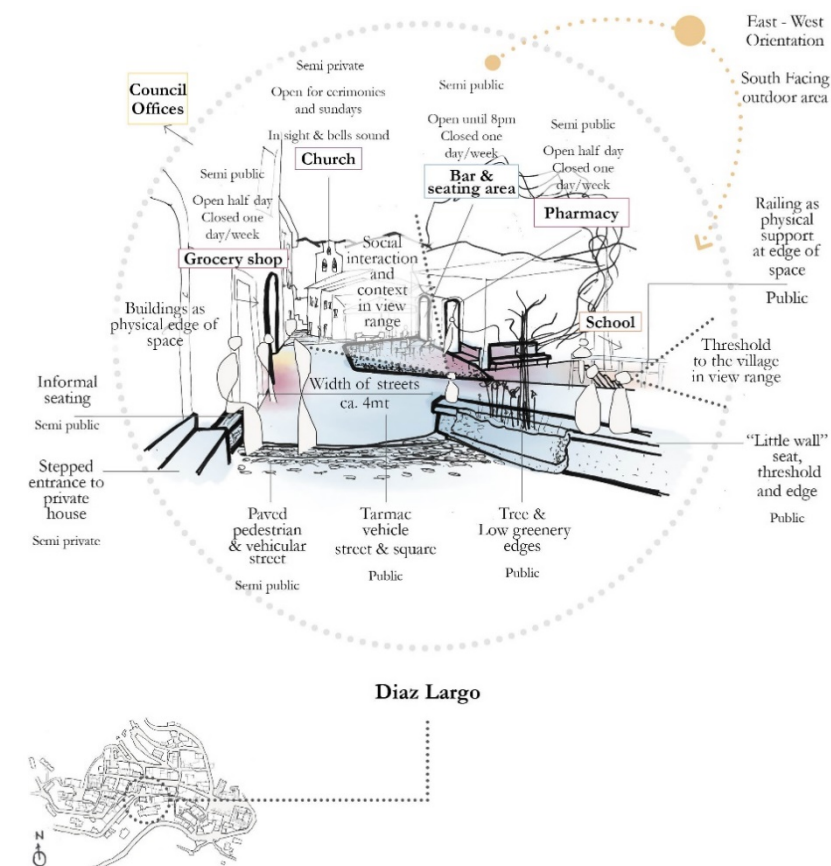 East - West
Orientation
South Facing
outdoor area
Council
Offices
Semi private
Open for cerimonies
and sundays
In sight & bells sound
Church
Semi public
Open until 8pm
Closed one
day/week
Bar &
seating area
Semi public
Open half day
Closed one
day/week
Pharmacy
Semi public
Open half day
Closed one
day/week
Grocery shop
Social
interaction
and
context
in view
range
Railing as
physical
support
at edge of
space
Public
Buildings as
physical edge of
space
School
Threshold
to the village
in view range
Width of streets
ca. 4mt
Informal
seating
Semi public
Stepped
entrance to
private
house
Semi private
"Little wall"
seat,
threshold
and edge
Public
Paved
pedestrian
& vehicular
street
Semi public
Tarmac
vehicle
street & square
Public
Tree &
Low greenery
edges
Public
Diaz Largo
N